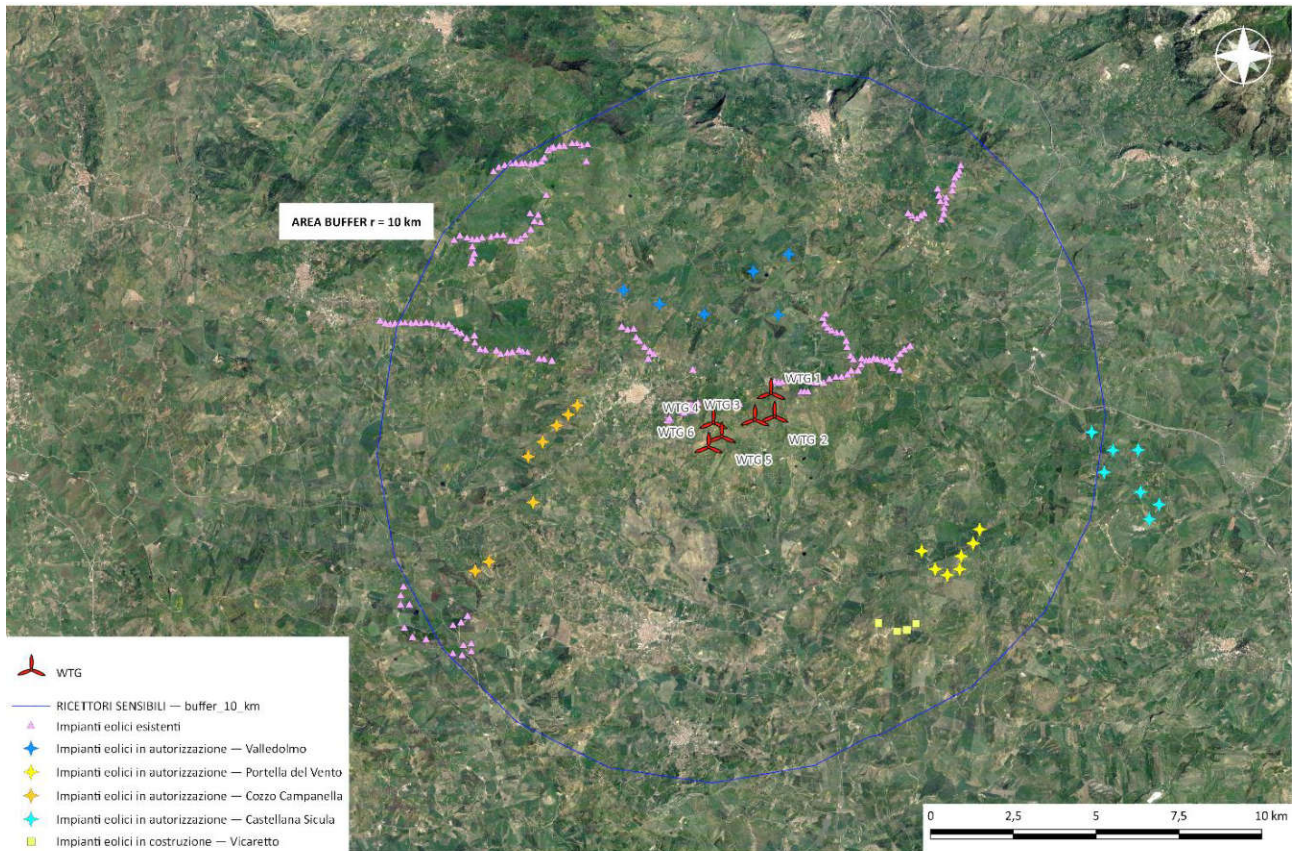 AREA BUFFER r = 10 km
WTG 1
WTG 4
WTG 3
WTG 6
WTG 2
WTG 5
WTG
RICETTORI SENSIBILI — buffer_10_km
Impianti eolici esistenti
Impianti eolici in autorizzazione — Valledolmo
Impianti eolici in autorizzazione — Portella del Vento
Impianti eolici in autorizzazione — Cozzo Campanella
Impianti eolici in autorizzazione — Castellana Sicula
Impianti eolici in costruzione — Vicaretto
0 2,5 5 7,5 10 km